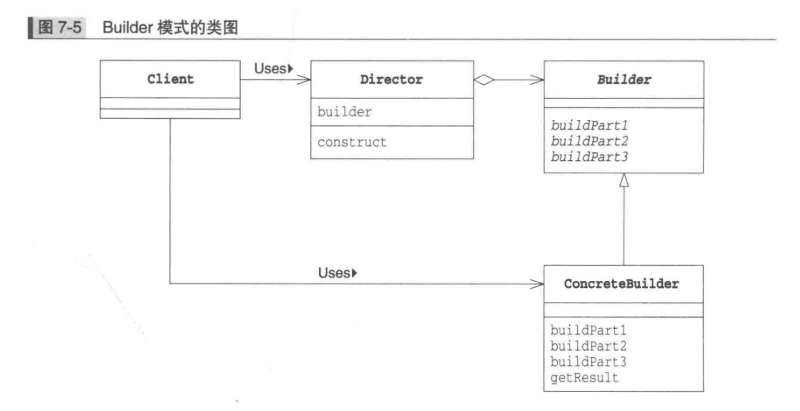 图 7-5 Builder 模式的类图
Client
Uses
Director
builder
construct
Builder
buildPart1
buildPart2
buildPart3
Uses
ConcreteBuilder
buildPart1
buildPart2
buildPart3
getResult